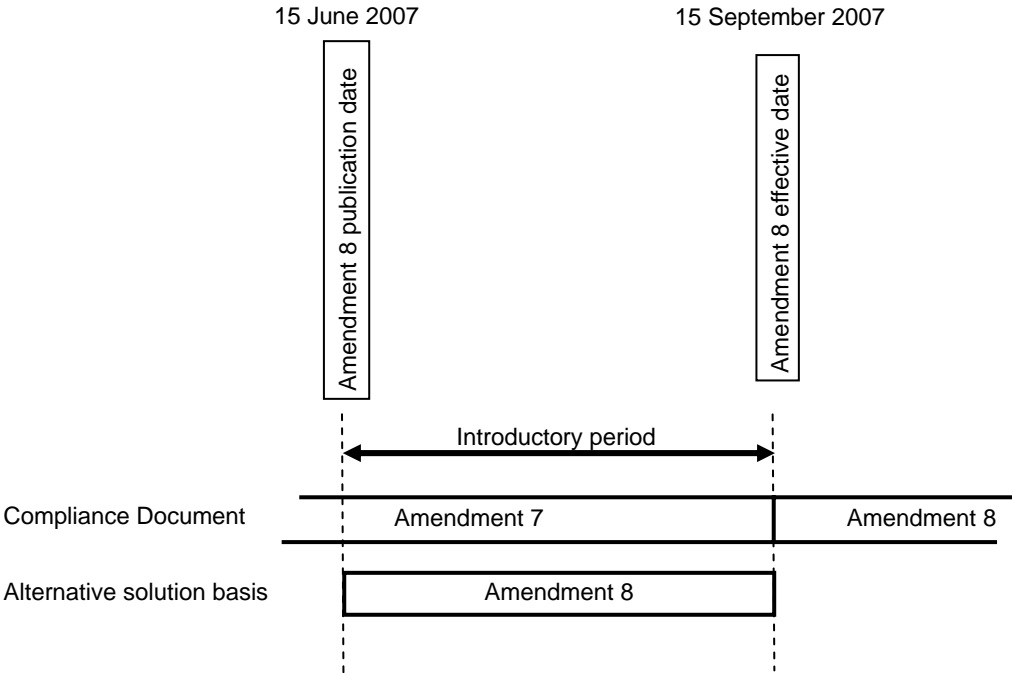 15 June 2007
15 September 2007
Amendment 8 publication date
Amendment 8 effective date
Introductory period
Compliance Document
Amendment 7
Amendment 8
Alternative solution basis
Amendment 8